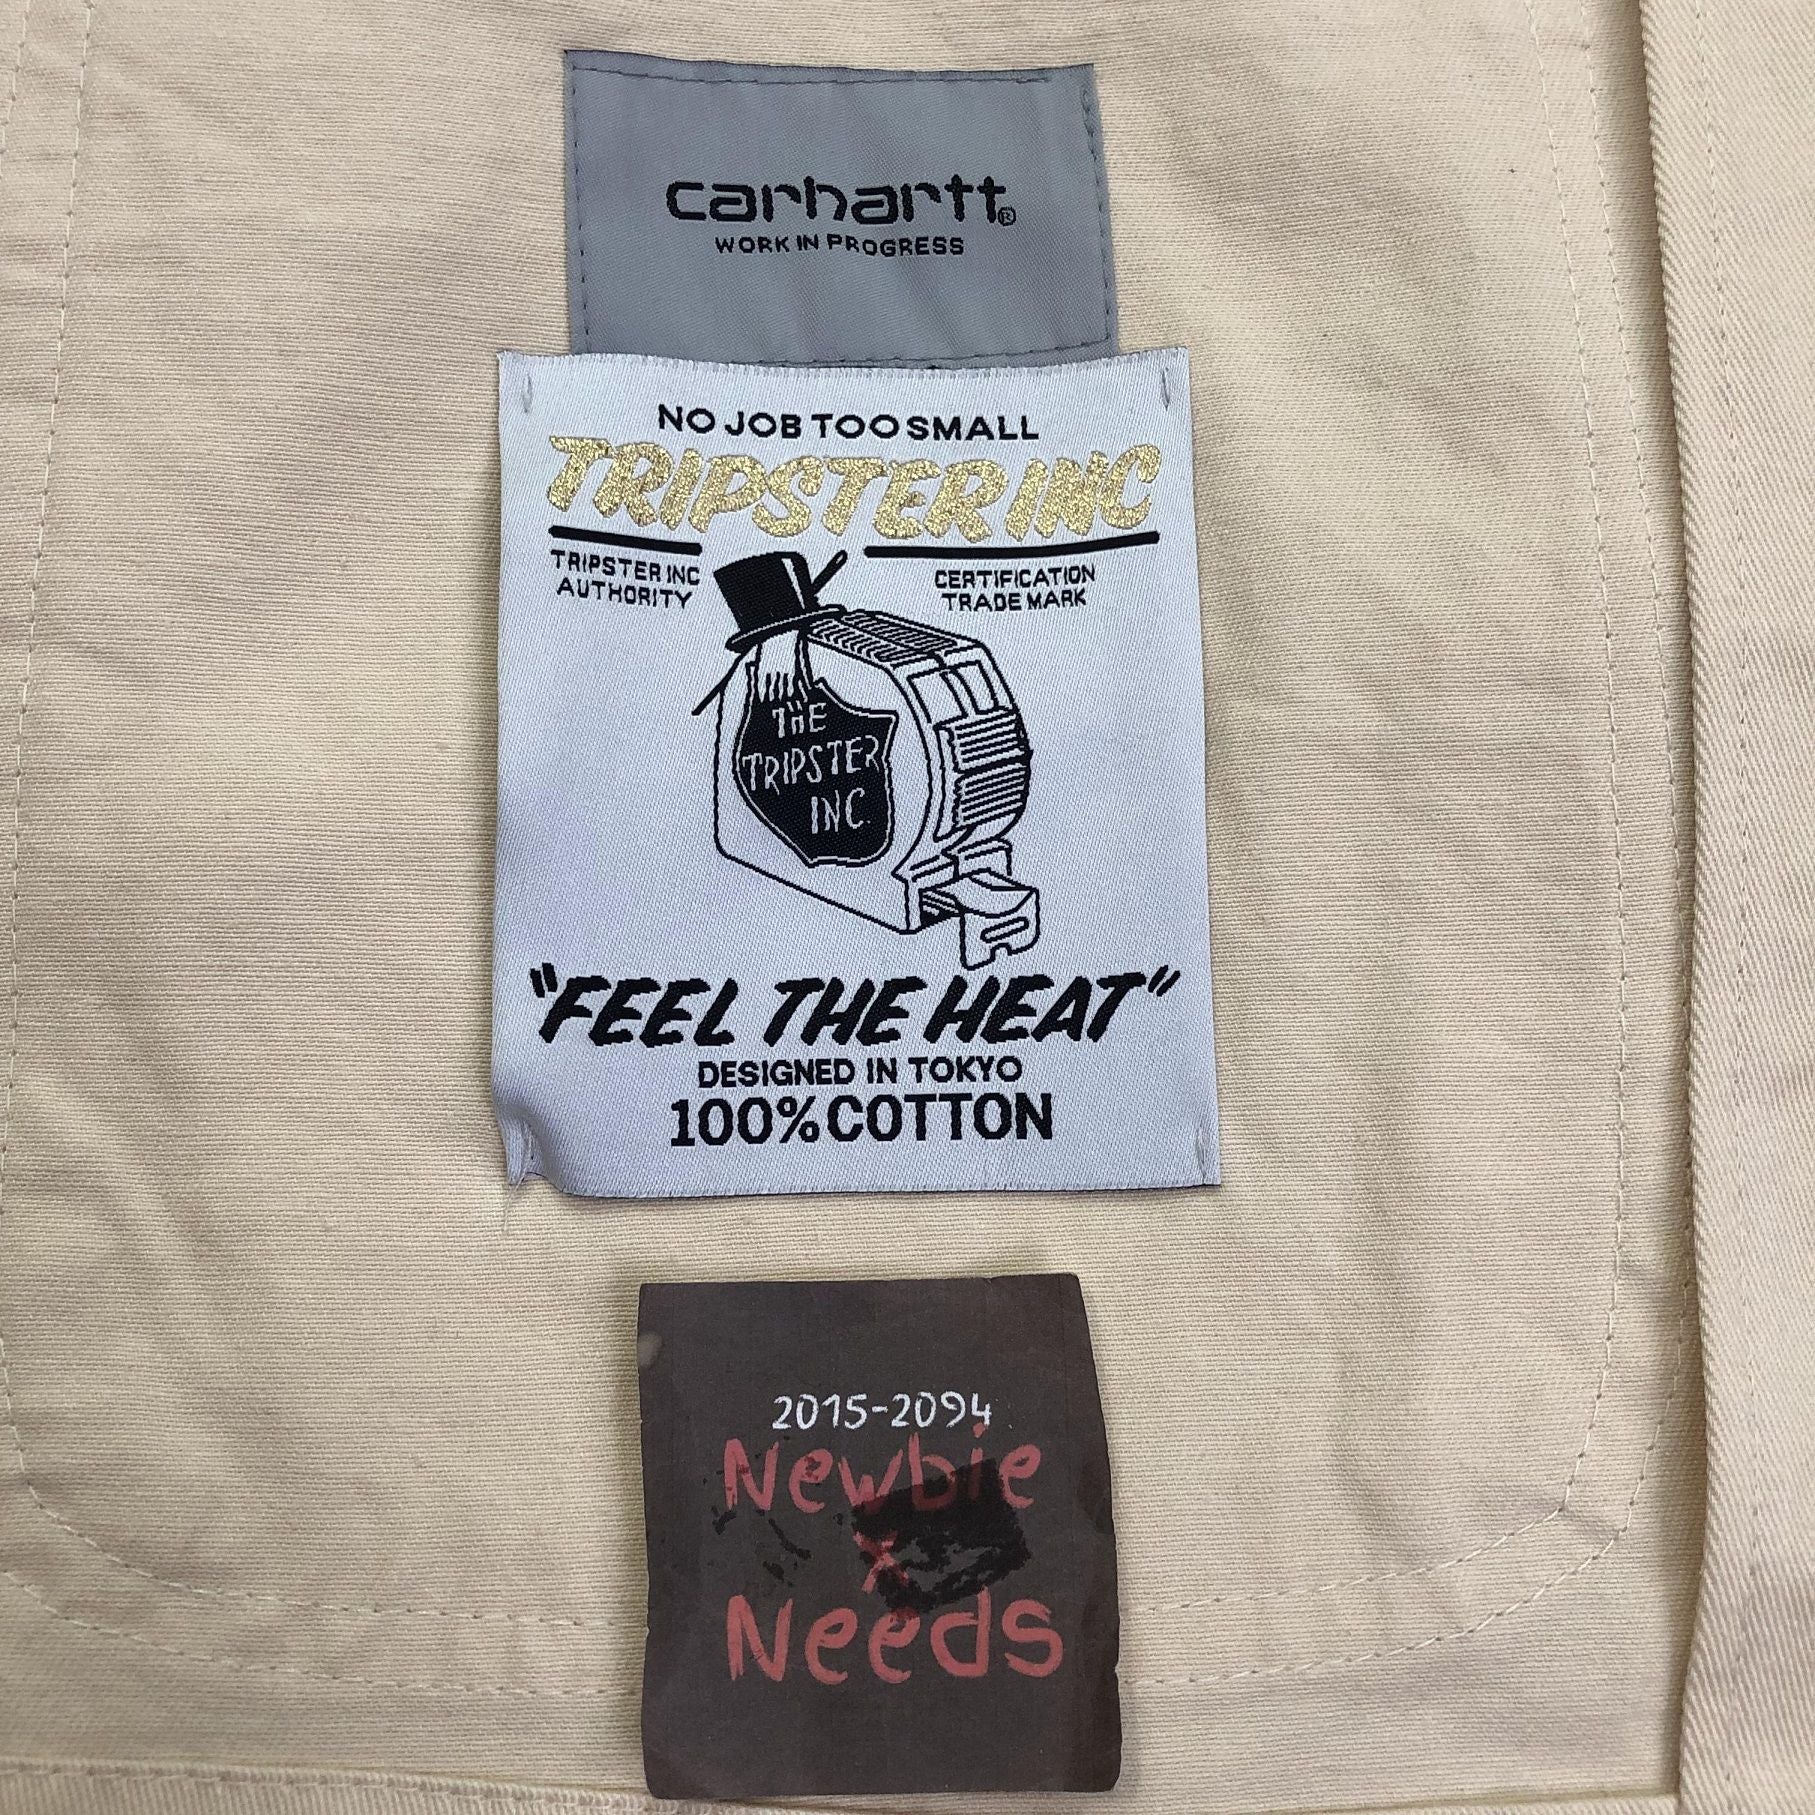 carhartt®
WORK IN PROGRESS
NO JOB TOO SMALL
TRIPSTER INC
TRIPSTER INC
AUTHORITY
CERTIFICATION
TRADE MARK
THE
TRIPSTER
INC.
"FEEL THE HEAT"
DESIGNED IN TOKYO
100% COTTON
2015-2094
Newbie
x
Needs